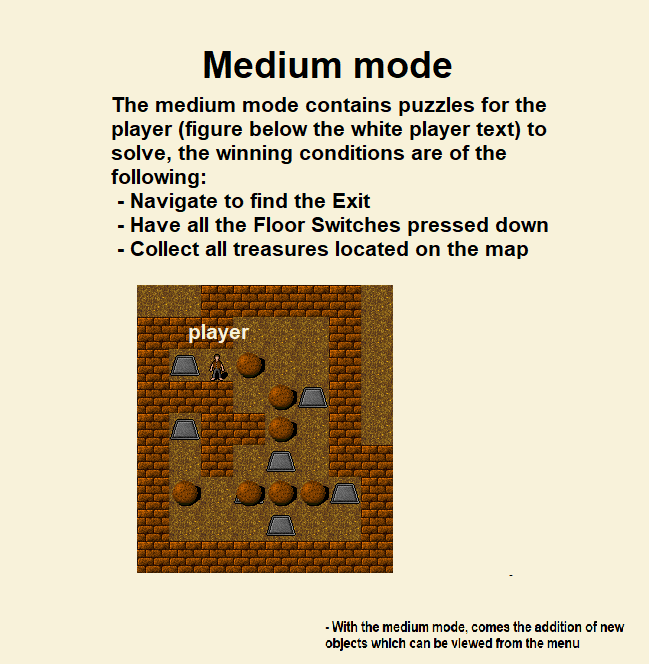 Medium mode
The medium mode contains puzzles for the
player (figure below the white player text) to
solve, the winning conditions are of the
following:
- Navigate to find the Exit
- Have all the Floor Switches pressed down
- Collect all treasures located on the map
player
-
- With the medium mode, comes the addition of new
objects which can be viewed from the menu